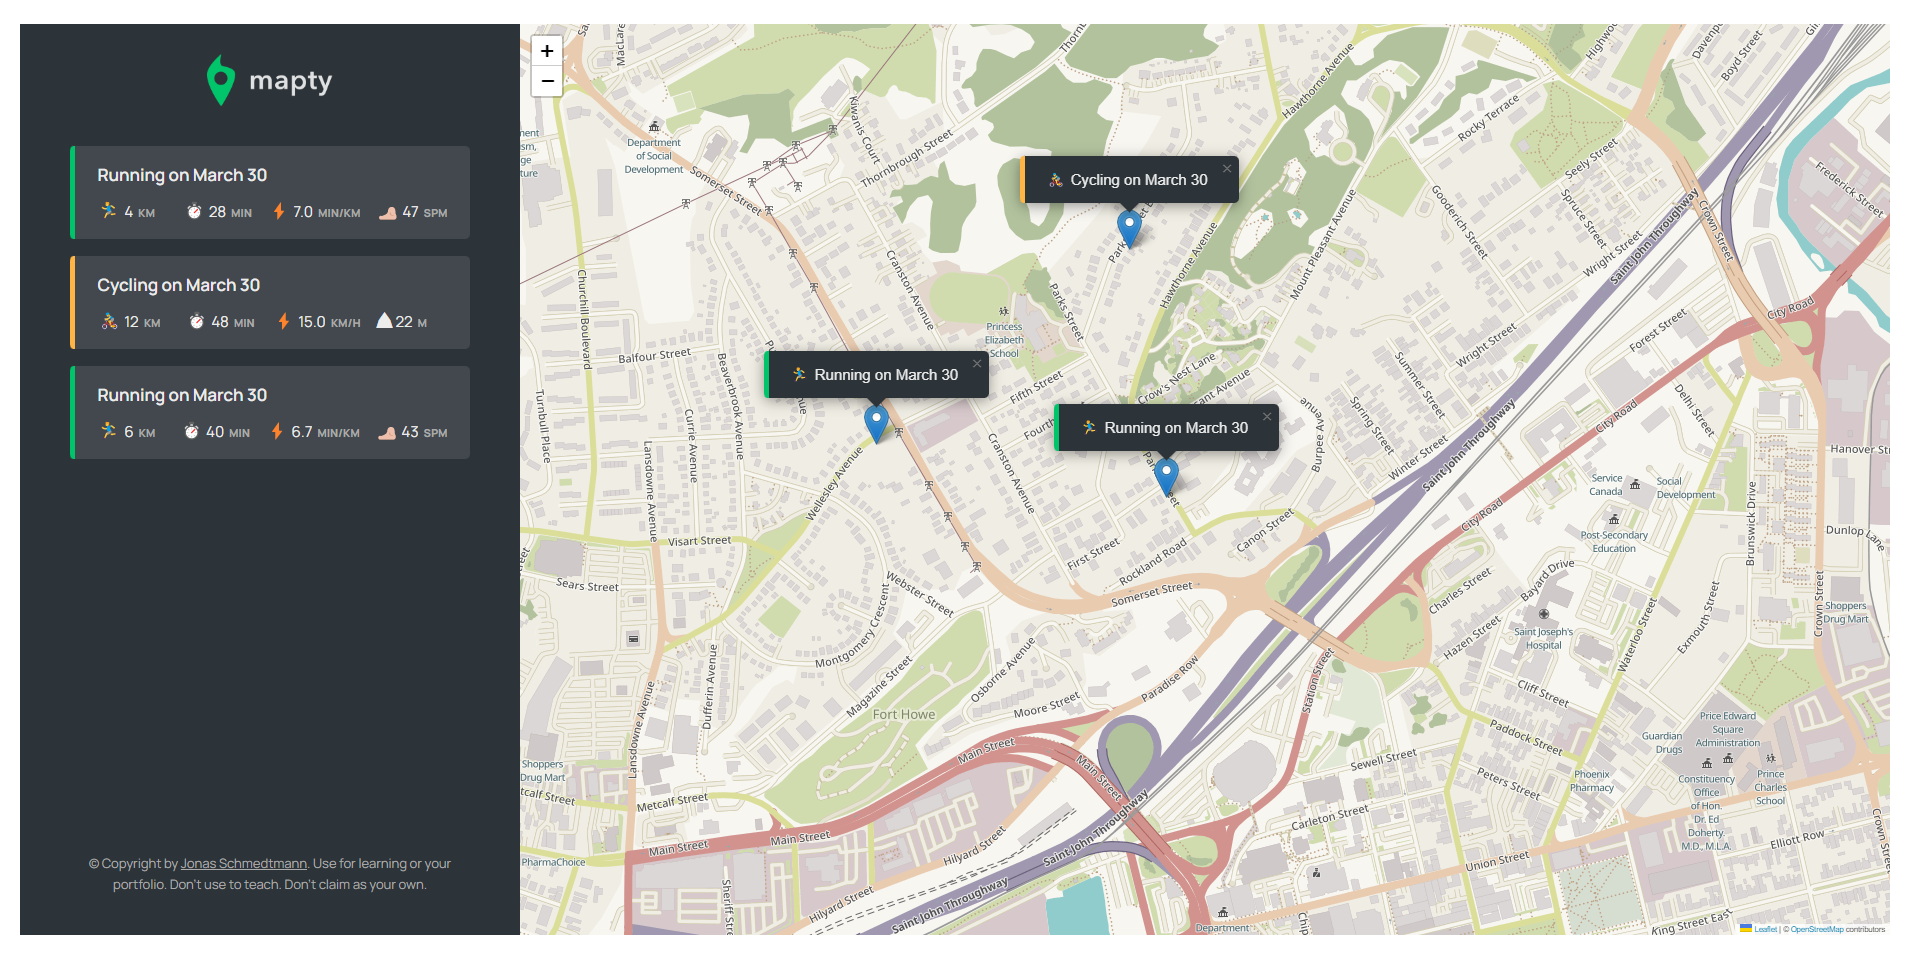 mapty
Running on March 30
4 KM 28 MIN 7.0 MIN/KM 47 SPM
Cycling on March 30
12 KM 48 MIN 15.0 KM/H 22 M
Running on March 30
6 KM 40 MIN 6.7 MIN/KM 43 SPM
© Copyright by Jonas Schmedtmann. Use for learning or your
portfolio. Don't use to teach. Don't claim as your own.
+
−
Kiwanis Court
Thornbrough Street
Hawthorne Avenue
Rocky Terrace
Boyd Street
Department
of Social
Development
Somerset Street
Seely Street
Frederick Street
Cycling on March 30
×
Gooderich Street
Spruce Street
Wright Street
Crown Street
Saint John Throughway
Mount Pleasant Avenue
Hawthorne Avenue
Cranston Avenue
Churchill Boulevard
Parks Street
Princess
Elizabeth
School
City Road
Forest Street
Wright Street
Balfour Street
Beaverbrook Avenue
Running on March 30
×
Crow's Nest Lane
Fifth Street
Summer Street
Spring Street
Delhi Street
Turnbull Place
Currie Avenue
Running on March 30
×
City Road
Burpee Avenue
Winter Street
Saint John Throughway
Lansdowne Avenue
Wellesley Avenue
Cranston Avenue
Hanover St
Service
Canada
Social
Development
City Road
Brunswick Drive
Post-Secondary
Education
Dunlop Lane
Visart Street
First Street
Canon Street
Rockland Road
Sears Street
Webster Street
Somerset Street
Charles Street
Bayard Drive
Montgomery Crescent
Exmouth Street
Crown Street
Shoppers
Drug Mart
Hazen Street
Saint Joseph's
Hospital
Waterloo Street
Dufferin Avenue
Magazine Street
Osborne Avenue
Paradise Row
Station Street
Cliff Street
Lansdowne Avenue
Fort Howe
Moore Street
Paddock Street
Price Edward
Square
Administration
Guardian
Drugs
Main Street
Main Street
Sewell Street
Peters Street
Phoenix
Pharmacy
Constituency
Office
of Hon.
Dr. Ed
Doherty,
M.D., M.L.A.
Prince
Charles
School
Shoppers
Drug Mart
Metcalf Street
Saint John Throughway
Carleton Street
Crown Street
Main Street
Main Street
Hilyard Street
Elliott Row
Union Street
PharmaChoice
Sheriff St
Hilyard Street
Saint John Throughway
Department
King Street East
Leaflet | © OpenStreetMap contributors